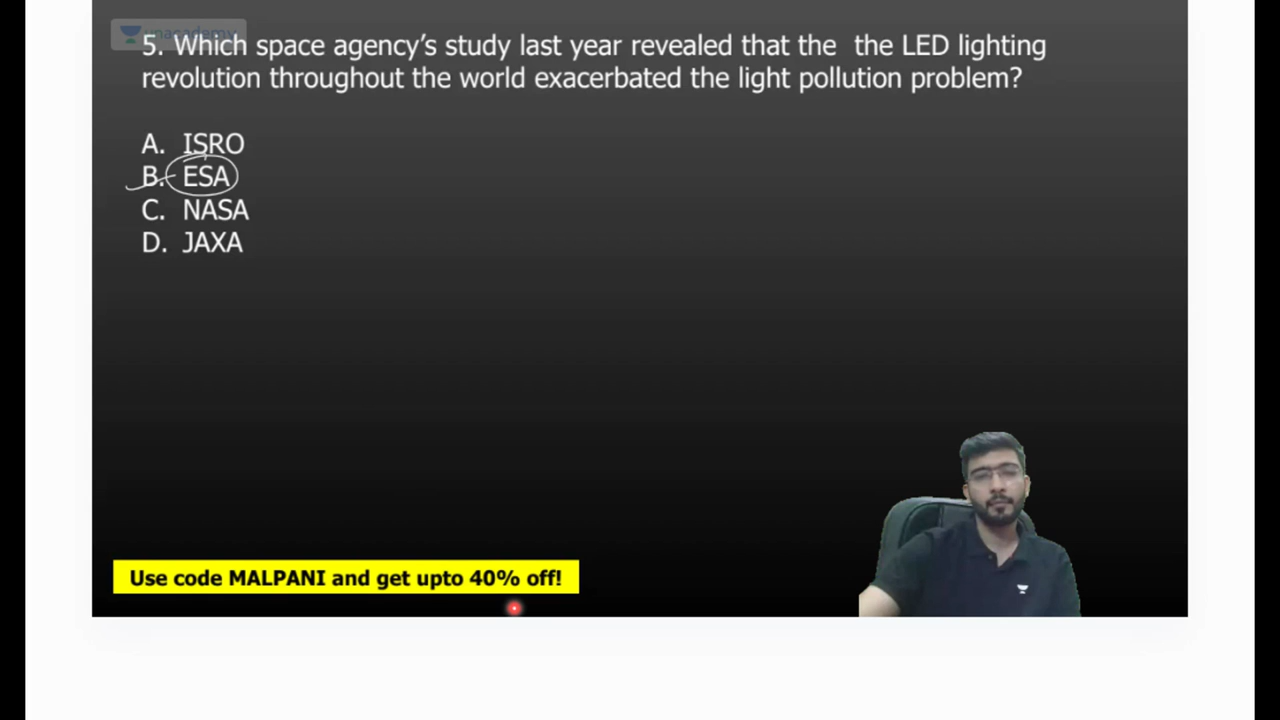 unacademy
5. Which space agency’s study last year revealed that the the LED lighting
revolution throughout the world exacerbated the light pollution problem?
A. ISRO
B. ESA
C. NASA
D. JAXA
Use code MALPANI and get upto 40% off!